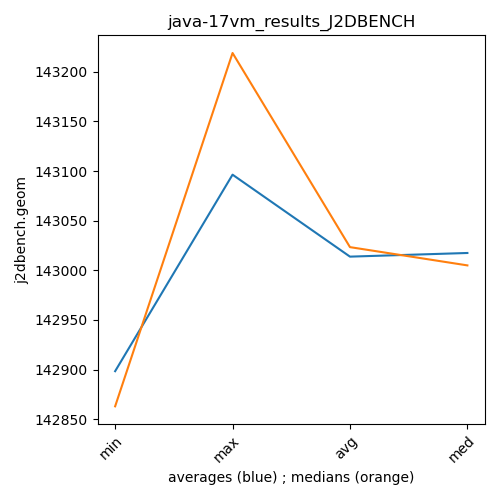 java-17vm_results_J2DBENCH
j2dbench.geom
143200
143150
143100
143050
143000
142950
142900
142850
min
max
avg
med
averages (blue) ; medians (orange)